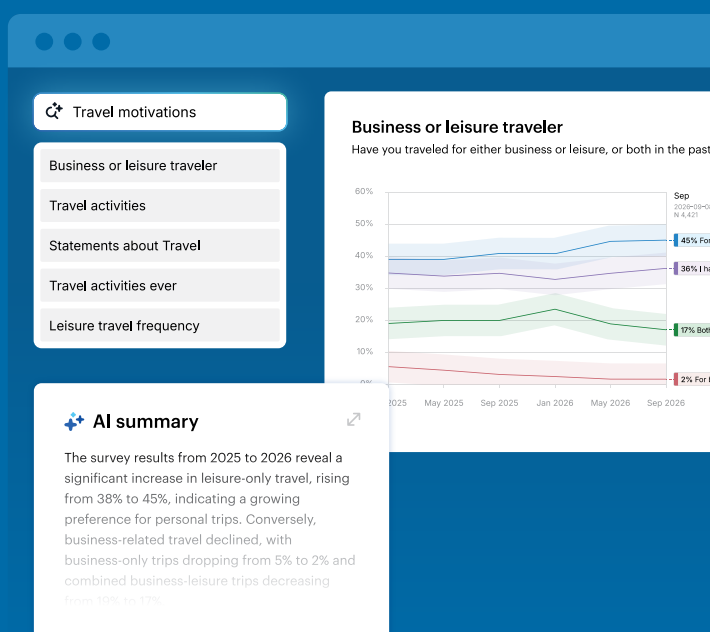 Travel motivations
Business or leisure traveler
Travel activities
Statements about Travel
Travel activities ever
Leisure travel frequency
Business or leisure traveler
Have you traveled for either business or leisure, or both in the past
60%
50%
40%
30%
20%
10%
0%
Sep
N 4,421
45% For
36% I ha
17% Both
2% For
2025 May 2025 Sep 2025 Jan 2026 May 2026 Sep 2026
AI summary
The survey results from 2025 to 2026 reveal a
significant increase in leisure-only travel, rising
from 38% to 45%, indicating a growing
preference for personal trips. Conversely,
business-related travel declined, with
business-only trips dropping from 5% to 2% and
combined business-leisure trips decreasing
from 19% to 17%.